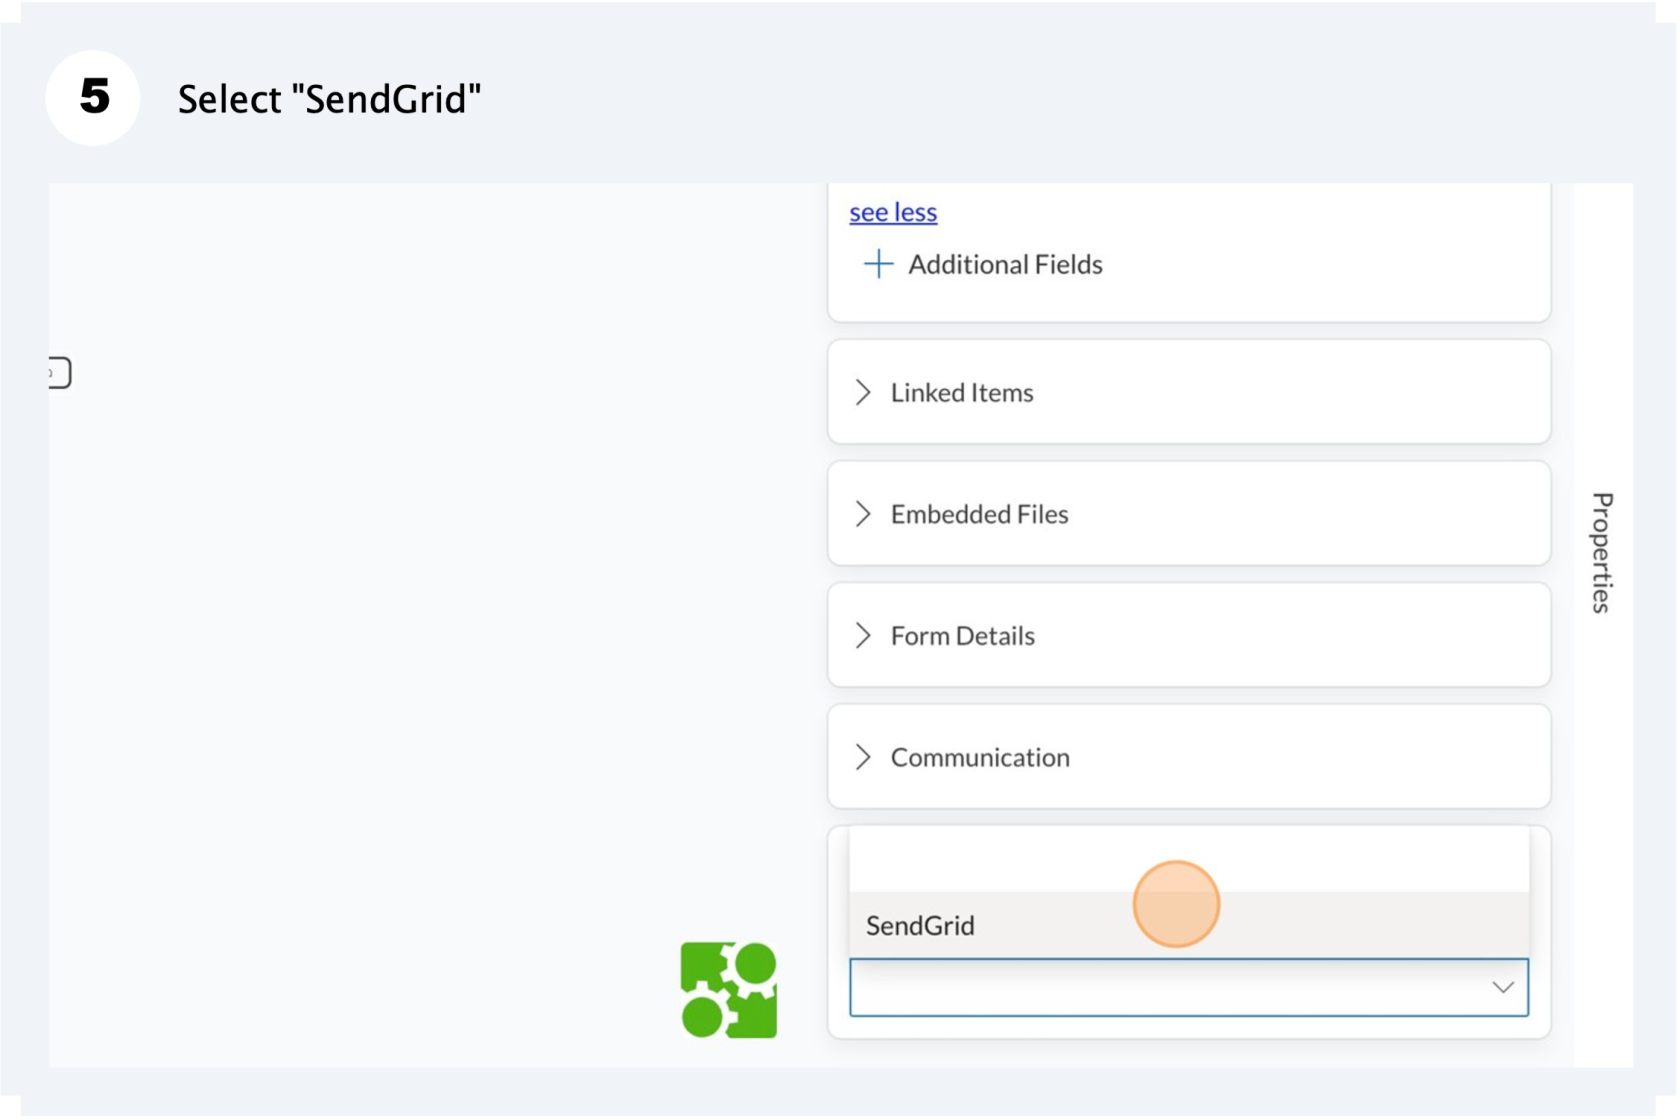 5
Select "SendGrid"
see less
Additional Fields
Linked Items
Embedded Files
Form Details
Communication
SendGrid
Properties